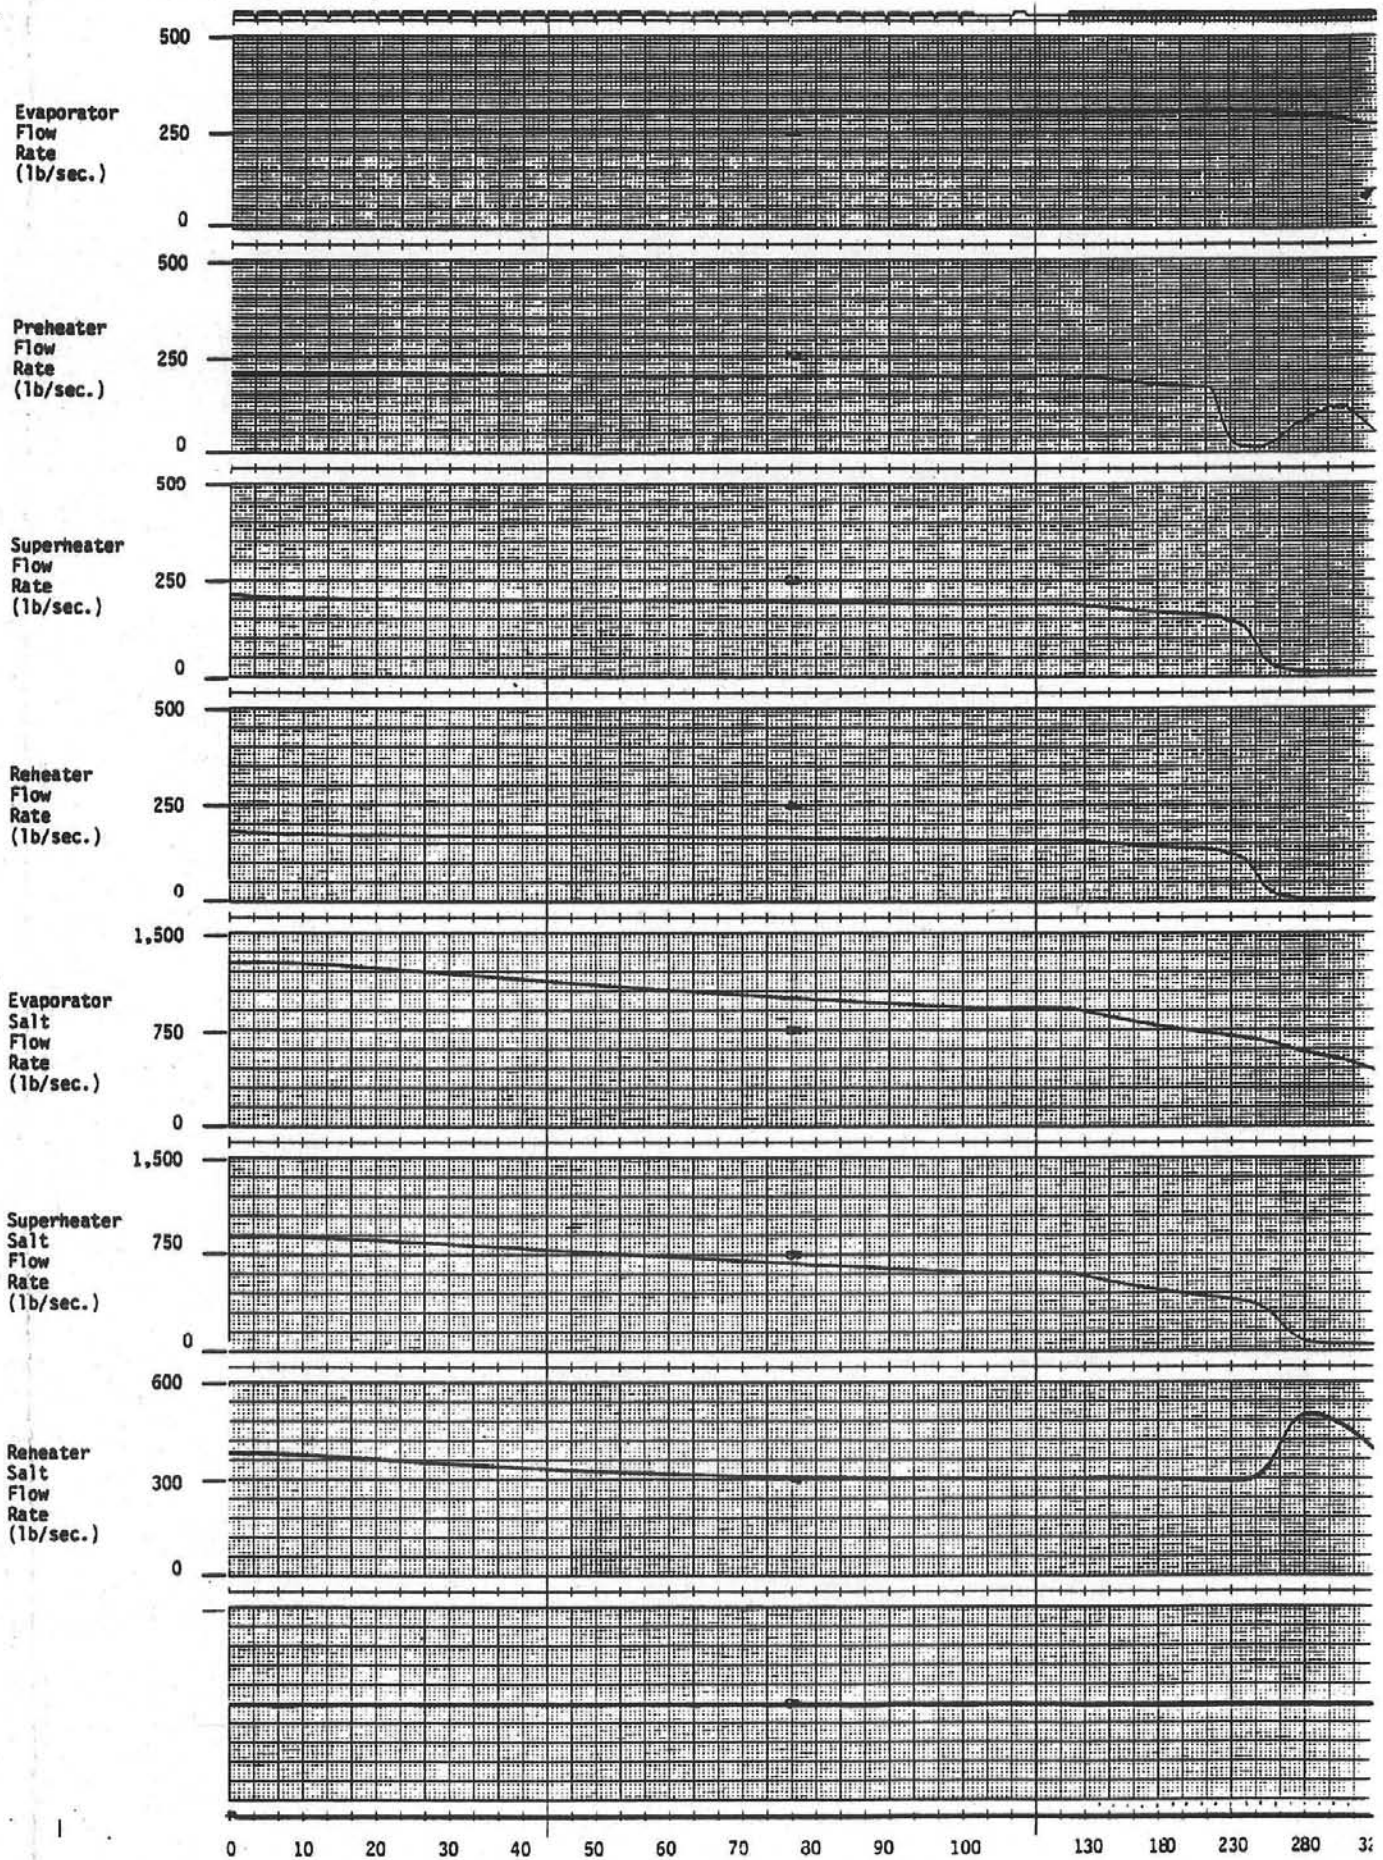 500
Evaporator
Flow
Rate
(lb/sec.)
250
0
500
Preheater
Flow
Rate
(lb/sec.)
250
0
500
Superheater
Flow
Rate
(lb/sec.)
250
0
500
Reheater
Flow
Rate
(lb/sec.)
250
0
1,500
Evaporator
Salt
Flow
Rate
(lb/sec.)
750
0
1,500
Superheater
Salt
Flow
Rate
(lb/sec.)
750
0
600
Reheater
Salt
Flow
Rate
(lb/sec.)
300
0
0 10 20 30 40 50 60 70 80 90 100 130 180 230 280